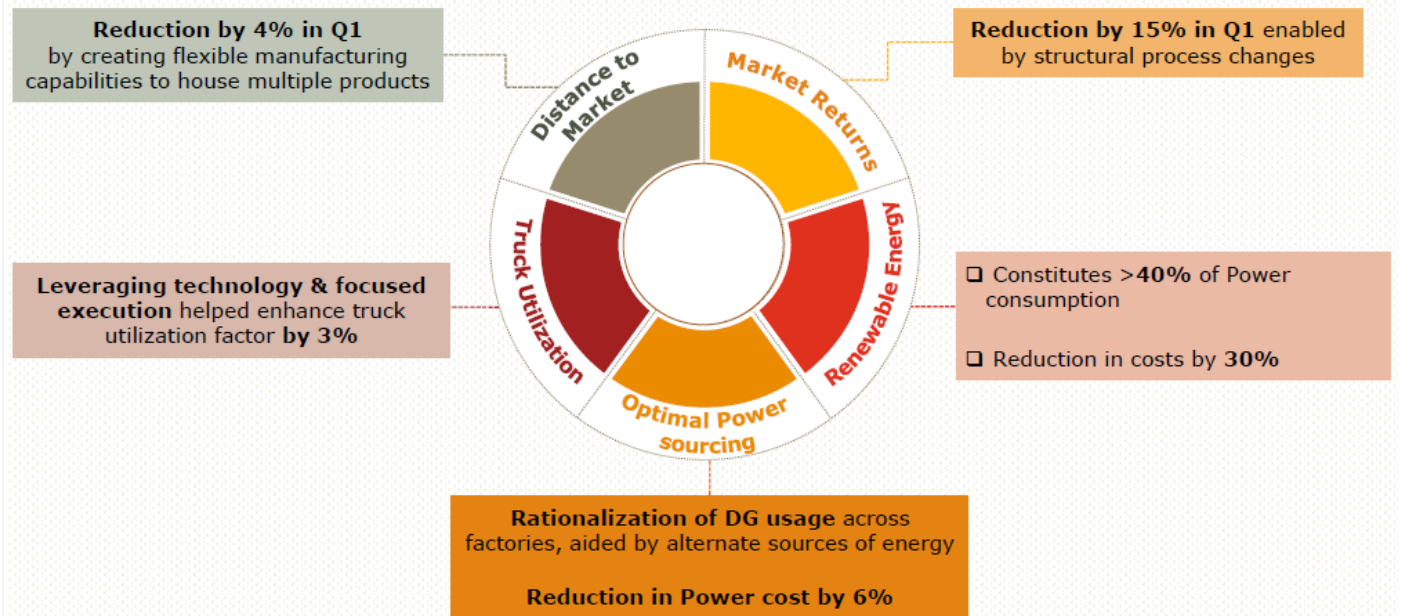 Reduction by 4% in Q1
by creating flexible manufacturing
capabilities to house multiple products
Distance to
Market
Market Returns
Reduction by 15% in Q1 enabled
by structural process changes
Leveraging technology & focused
execution helped enhance truck
utilization factor by 3%
Truck Utilization
Renewable Energy
❑ Constitutes >40% of Power
consumption
❑ Reduction in costs by 30%
Optimal Power
sourcing
Rationalization of DG usage across
factories, aided by alternate sources of energy
Reduction in Power cost by 6%